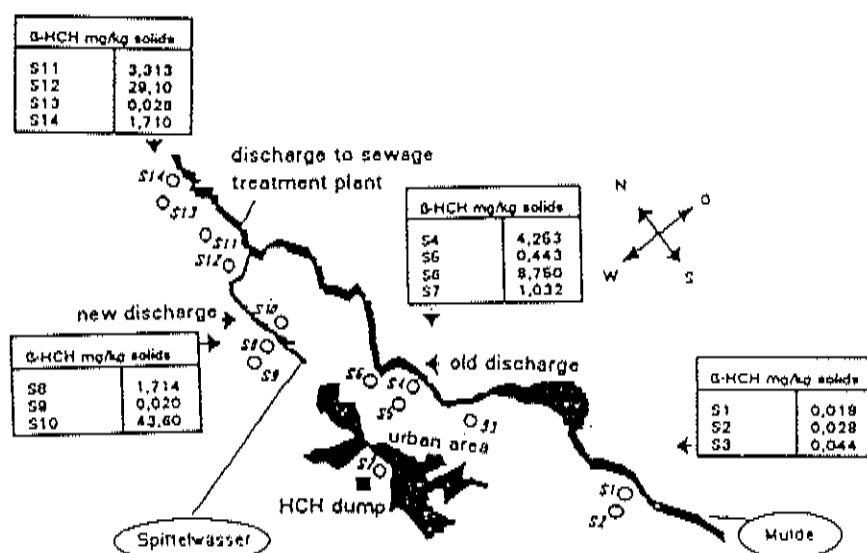 ß-HCH mg/kg solids
S11 3,313
S12 29,10
S13 0,028
S14 1,710
discharge to sewage
treatment plant
S14
S13
S11
S12
ß-HCH mg/kg solids
S4 4,263
S5 0,443
S6 8,760
S7 1,032
N
O
W
S
new discharge
S10
S8
S9
ß-HCH mg/kg solids
S8 1,714
S9 0,020
S10 43,60
old discharge
S6
S4
S5
S3
urban area
S7
HCH dump
ß-HCH mg/kg solids
S1 0,018
S2 0,028
S3 0,044
S1
S2
Spittelwasser
Mulde